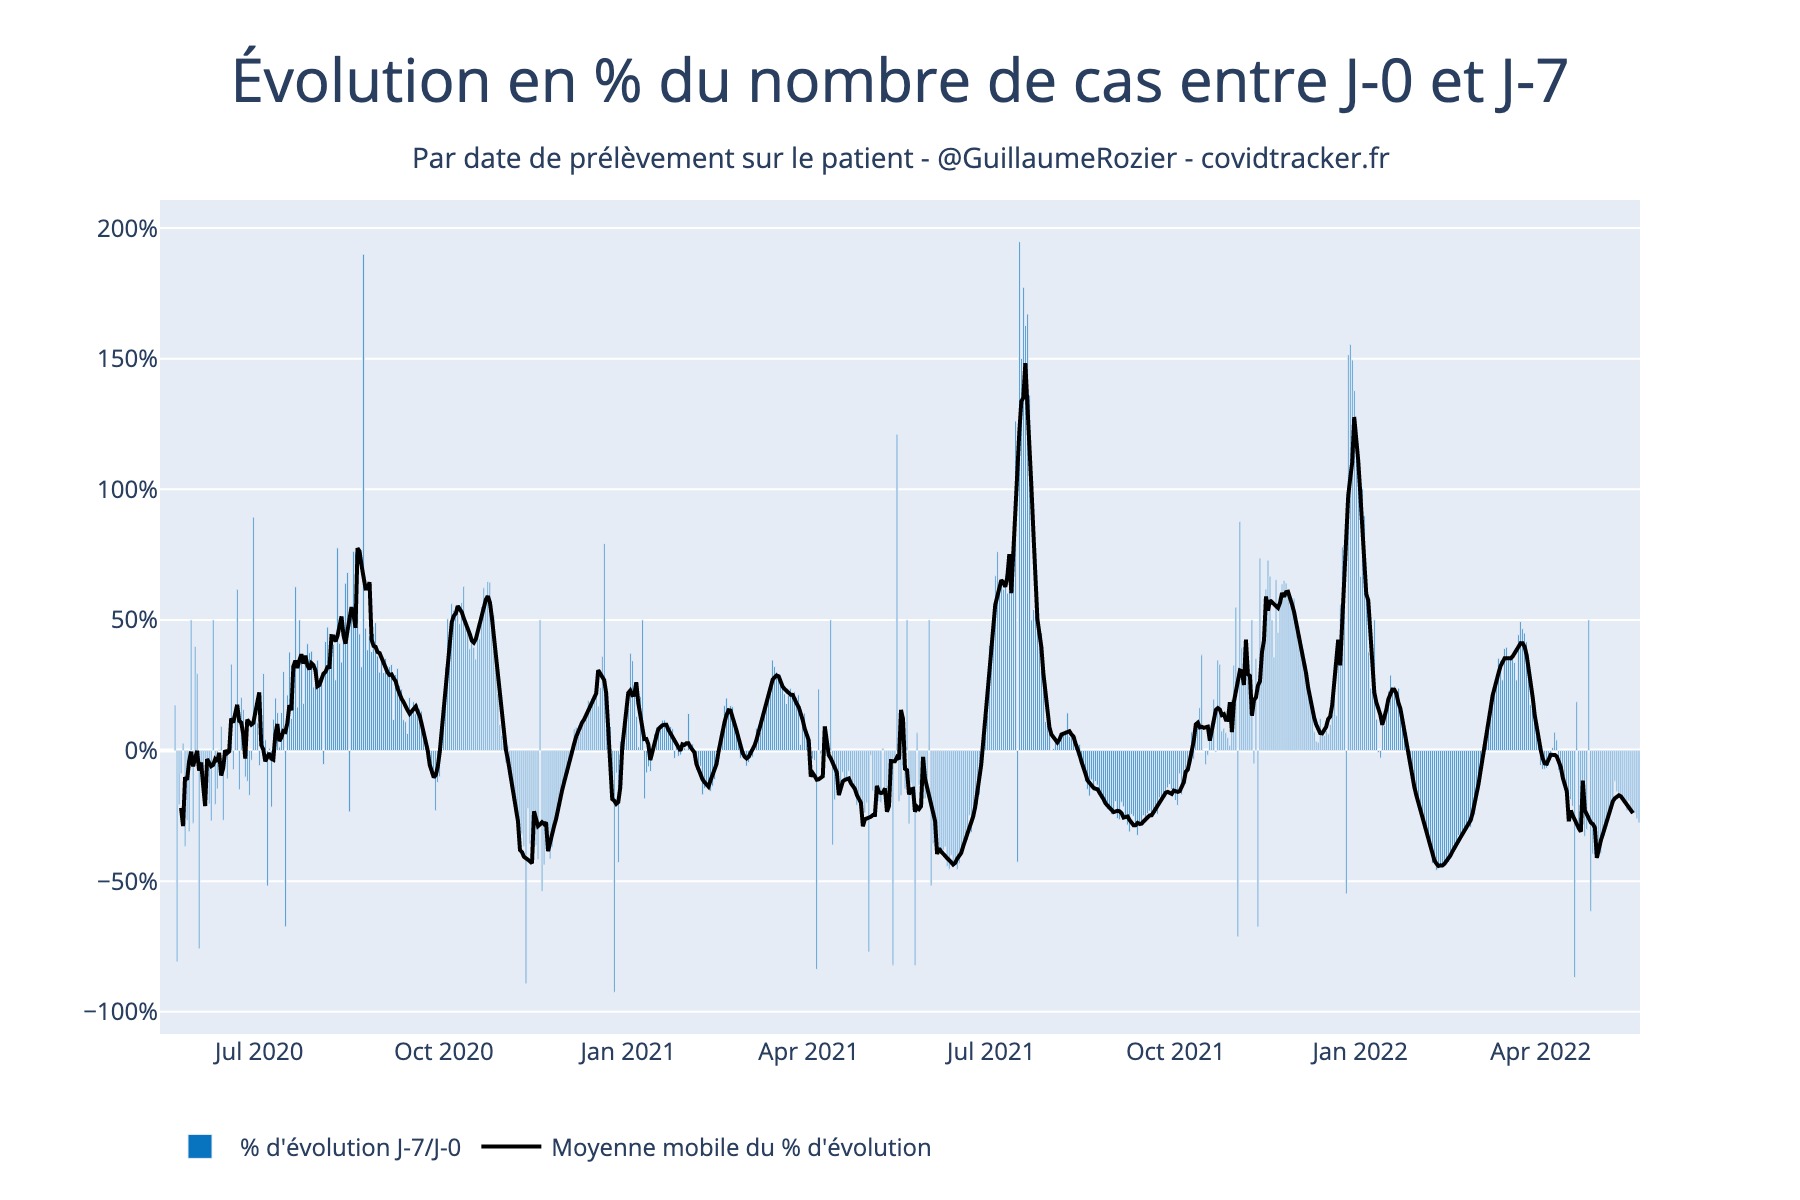 Évolution en % du nombre de cas entre J-0 et J-7
Par date de prélèvement sur le patient - @GuillaumeRozier - covidtracker.fr
200%
150%
100%
50%
0%
−50%
−100%
Jul 2020 Oct 2020 Jan 2021 Apr 2021 Jul 2021 Oct 2021 Jan 2022 Apr 2022
% d'évolution J-7/J-0 Moyenne mobile du % d'évolution